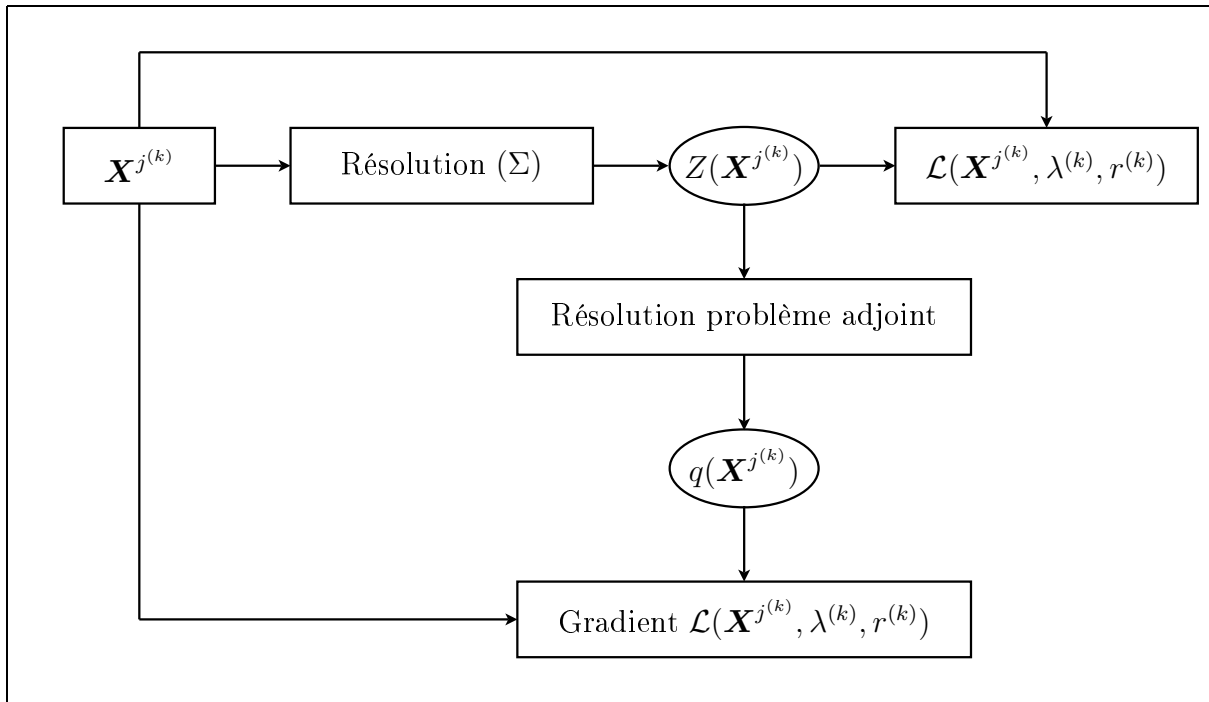 𝑿^{j^{(k)}}
Résolution (Σ)
Z(𝑿^{j^{(k)}})
ℒ(𝑿^{j^{(k)}}, λ^{(k)}, r^{(k)})
Résolution problème adjoint
q(𝑿^{j^{(k)}})
Gradient ℒ(𝑿^{j^{(k)}}, λ^{(k)}, r^{(k)})